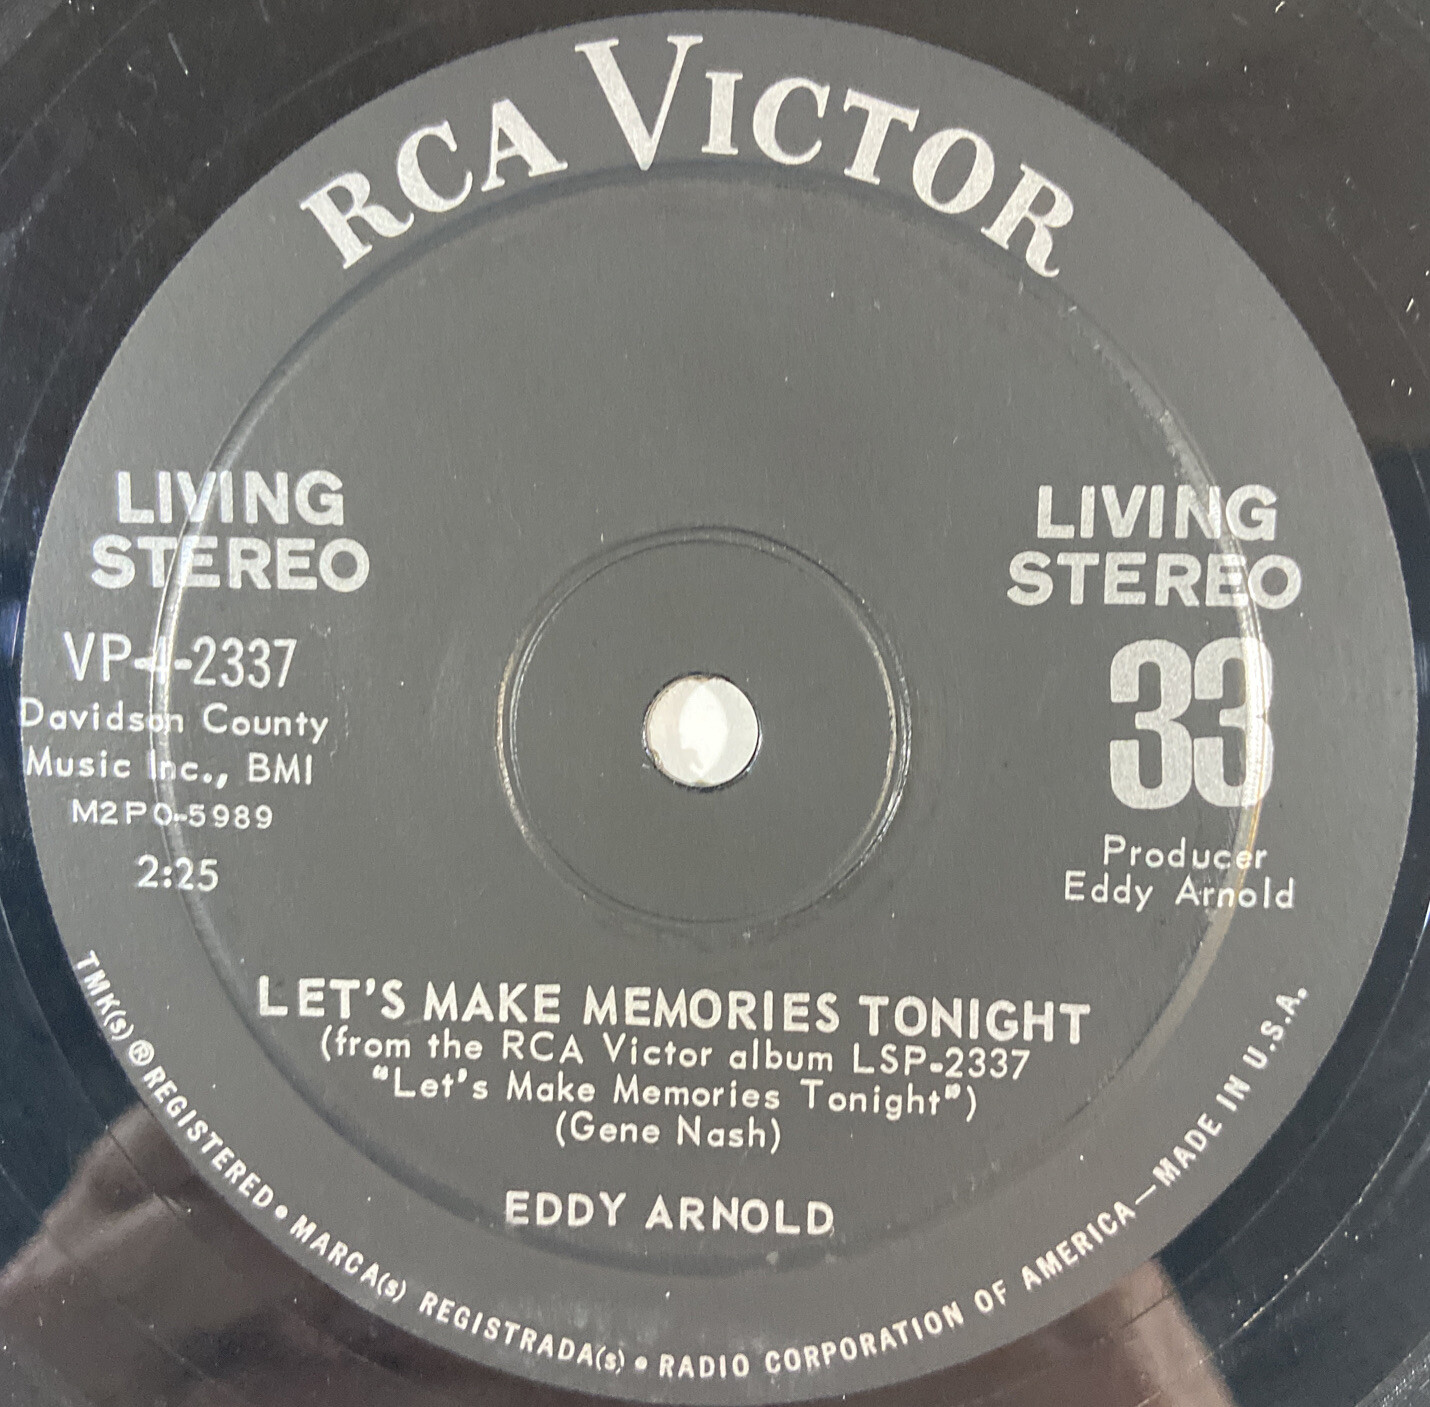 RCA VICTOR
LIVING
STEREO
VP-4-2337
Davidson County
Music Inc., BMI
M2PO-5989
2:25
LIVING
STEREO
33
Producer
Eddy Arnold
LET'S MAKE MEMORIES TONIGHT
(from the RCA Victor album LSP-2337
"Let's Make Memories Tonight")
(Gene Nash)
EDDY ARNOLD
TMK(s) ® REGISTERED • MARCA(s) REGISTRADA(s) • RADIO CORPORATION OF AMERICA—MADE IN U.S.A.